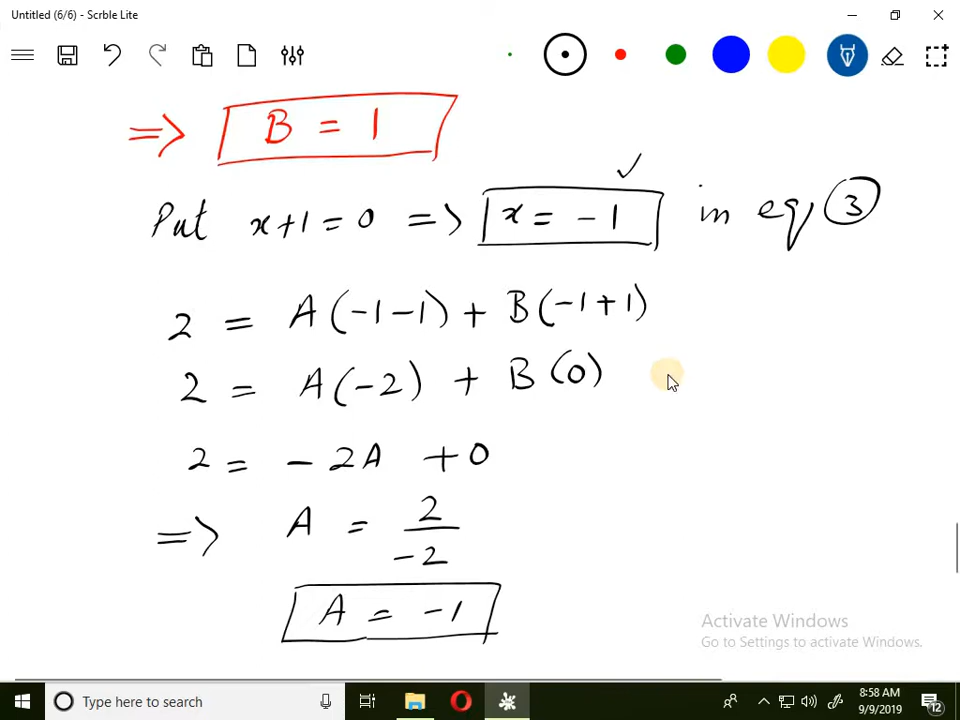 Untitled (6/6) - Scrble Lite
=> B = 1
✓
Put x+1=0 => x = -1 in eq ③
2 = A(-1-1) + B(-1+1)
2 = A(-2) + B(0)
2 = -2A +0
=> A = 2/-2
A = -1
Activate Windows
Go to Settings to activate Windows.
Type here to search
8:58 AM
9/9/2019
12